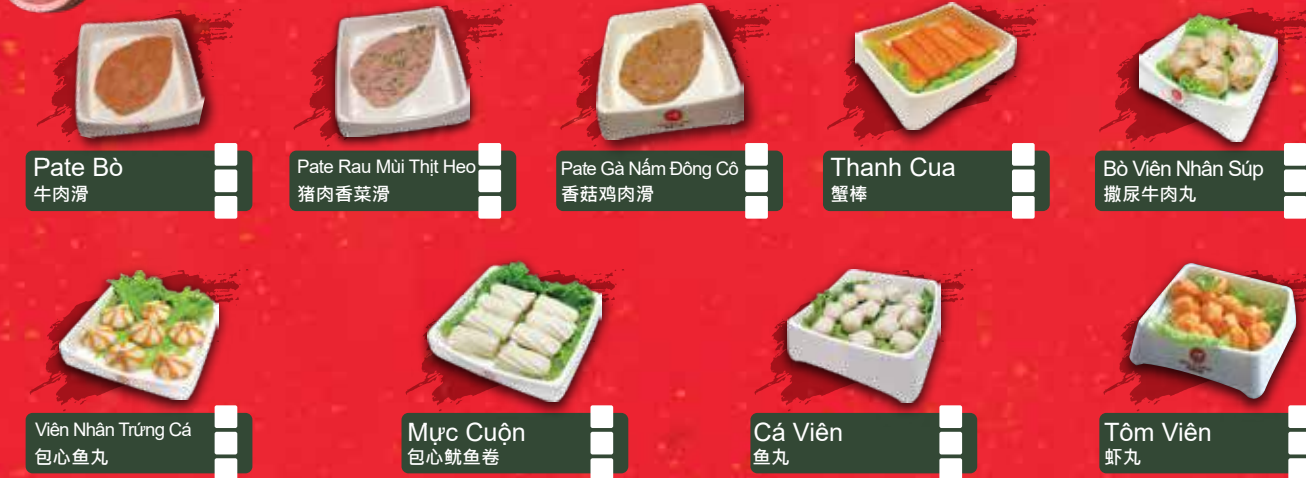 Pate Bò
牛肉滑
Pate Rau Mùi Thịt Heo
猪肉香菜滑
Pate Gà Nấm Đông Cô
香菇鸡肉滑
Thanh Cua
蟹棒
Bò Viên Nhân Súp
撒尿牛肉丸
Viên Nhân Trứng Cá
包心鱼丸
Mực Cuộn
包心鱿鱼卷
Cá Viên
鱼丸
Tôm Viên
虾丸